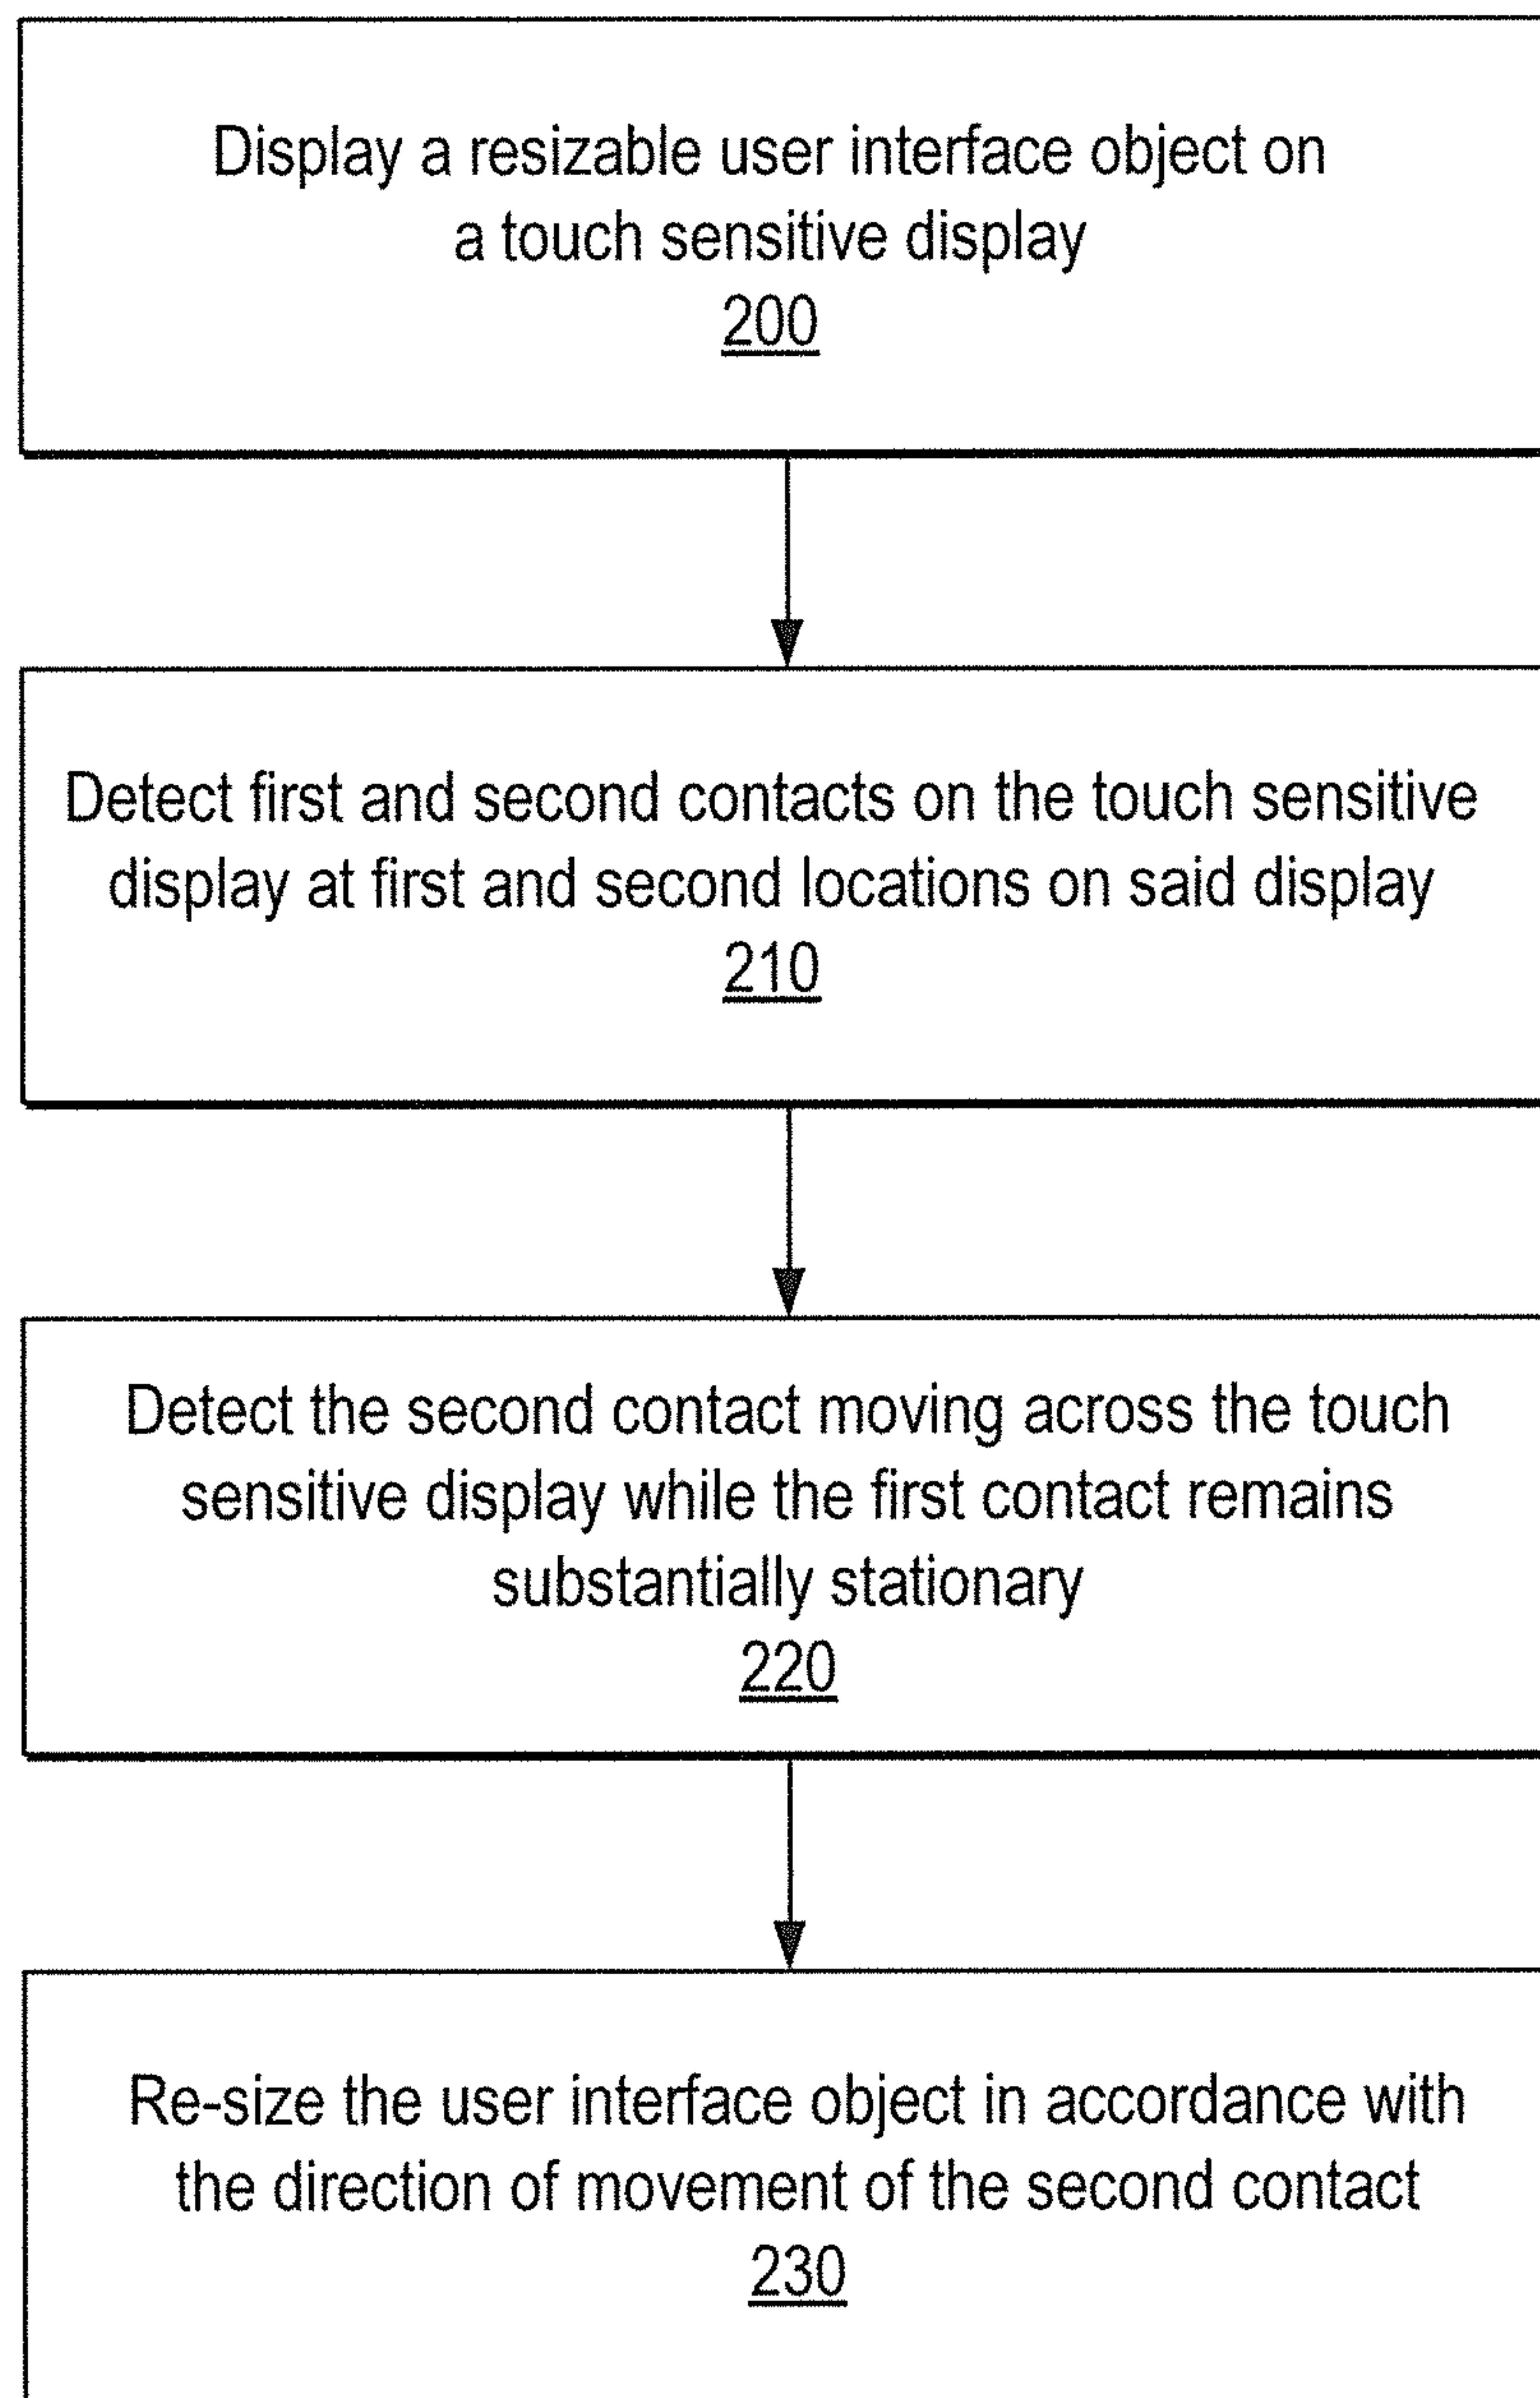 Display a resizable user interface object on
a touch sensitive display
200
Detect first and second contacts on the touch sensitive
display at first and second locations on said display
210
Detect the second contact moving across the touch
sensitive display while the first contact remains
substantially stationary
220
Re-size the user interface object in accordance with
the direction of movement of the second contact
230